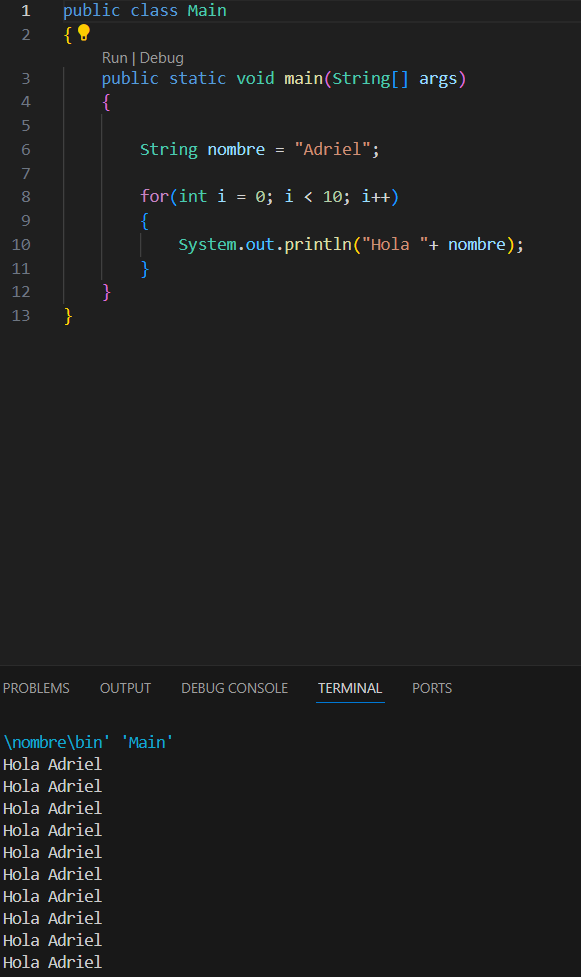 1 public class Main
2 {
Run | Debug
3 public static void main(String[] args)
4 {
5
6 String nombre = "Adriel";
7
8 for(int i = 0; i < 10; i++)
9 {
10 System.out.println("Hola "+ nombre);
11 }
12 }
13 }
PROBLEMS OUTPUT DEBUG CONSOLE TERMINAL PORTS
\nombre\bin' 'Main'
Hola Adriel
Hola Adriel
Hola Adriel
Hola Adriel
Hola Adriel
Hola Adriel
Hola Adriel
Hola Adriel
Hola Adriel
Hola Adriel